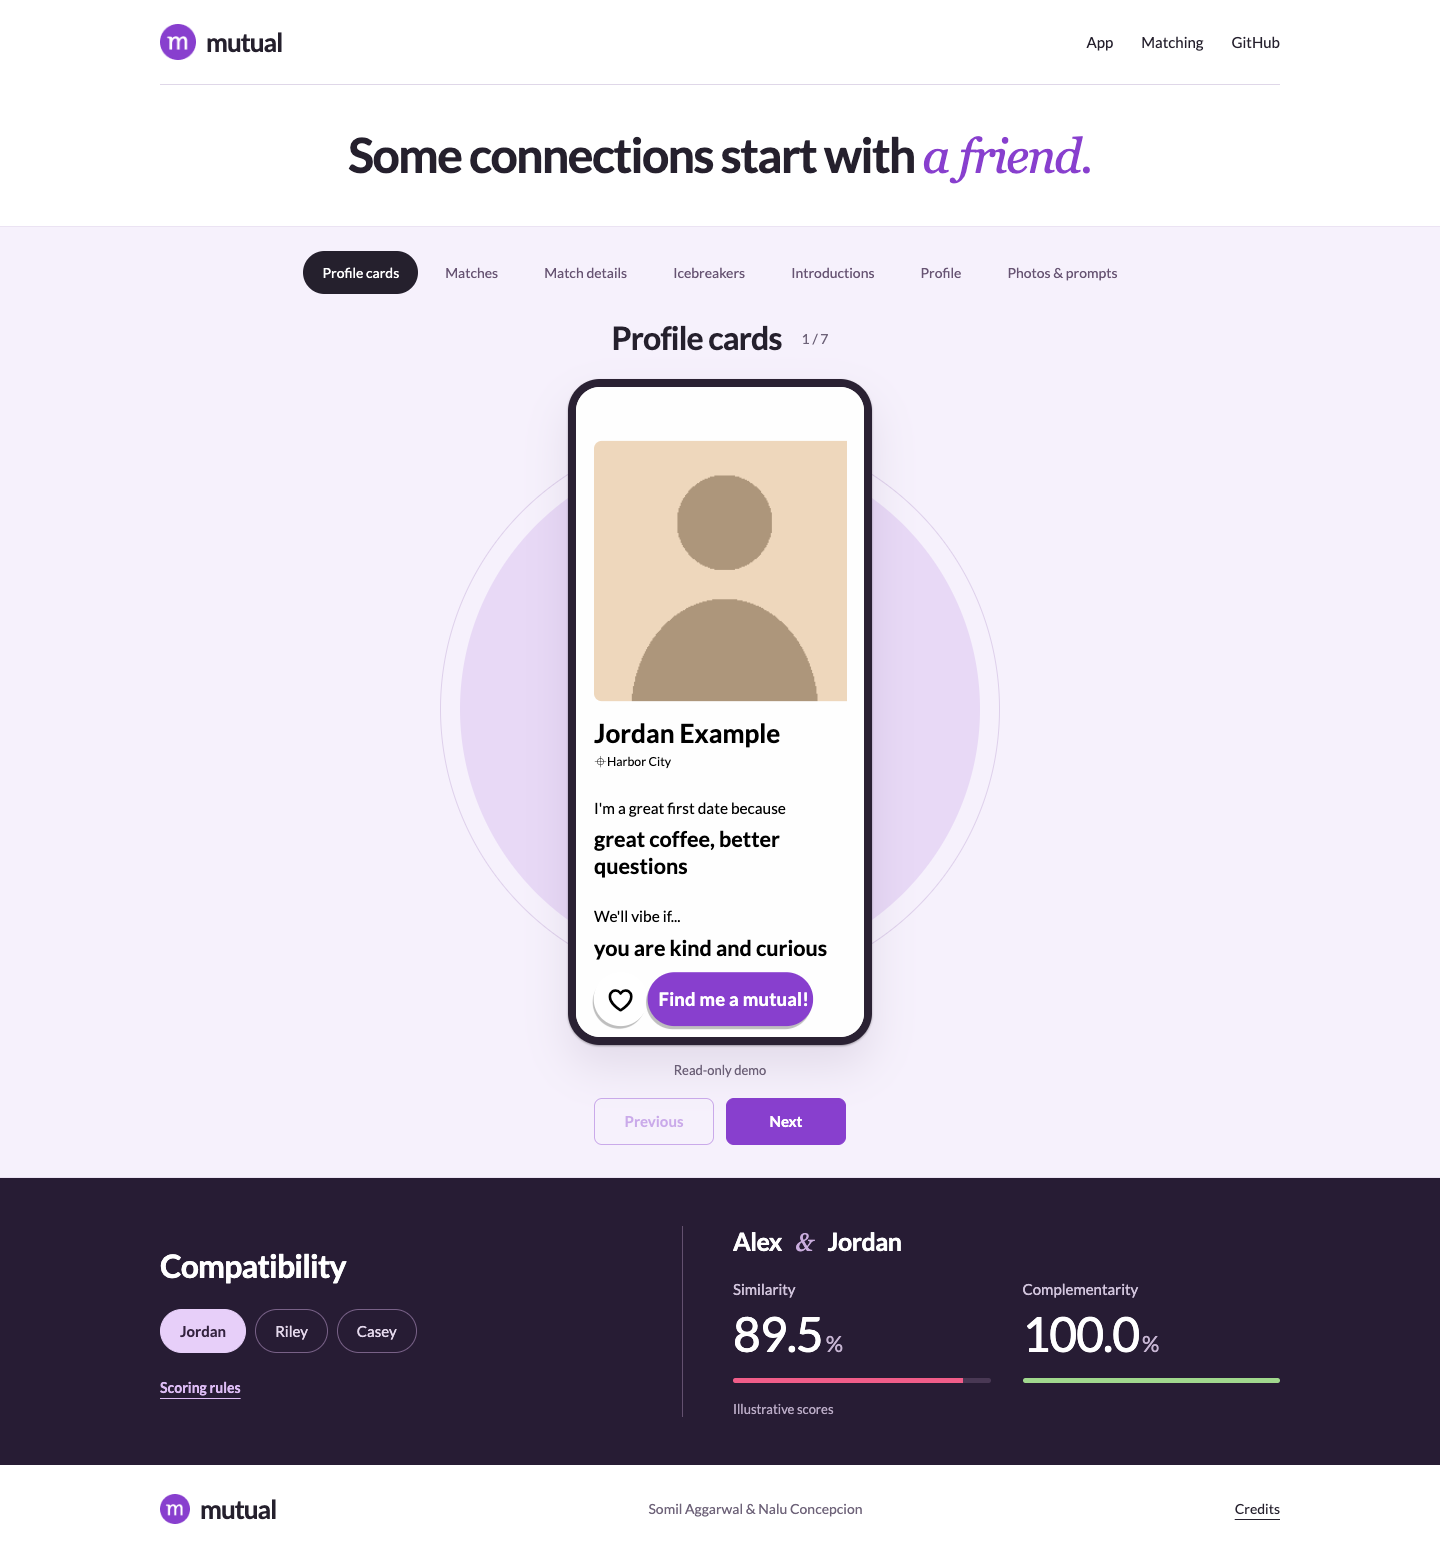 m mutual
App Matching GitHub
Some connections start with a friend.
Profile cards Matches Match details Icebreakers Introductions Profile Photos & prompts
Profile cards 1 / 7
Jordan Example
Harbor City
I'm a great first date because
great coffee, better
questions
We'll vibe if...
you are kind and curious
Find me a mutual!
Read-only demo
Previous Next
Compatibility
Jordan Riley Casey
Scoring rules
Alex & Jordan
Similarity Complementarity
89.5% 100.0%
Illustrative scores
m mutual
Somil Aggarwal & Nalu Concepcion
Credits